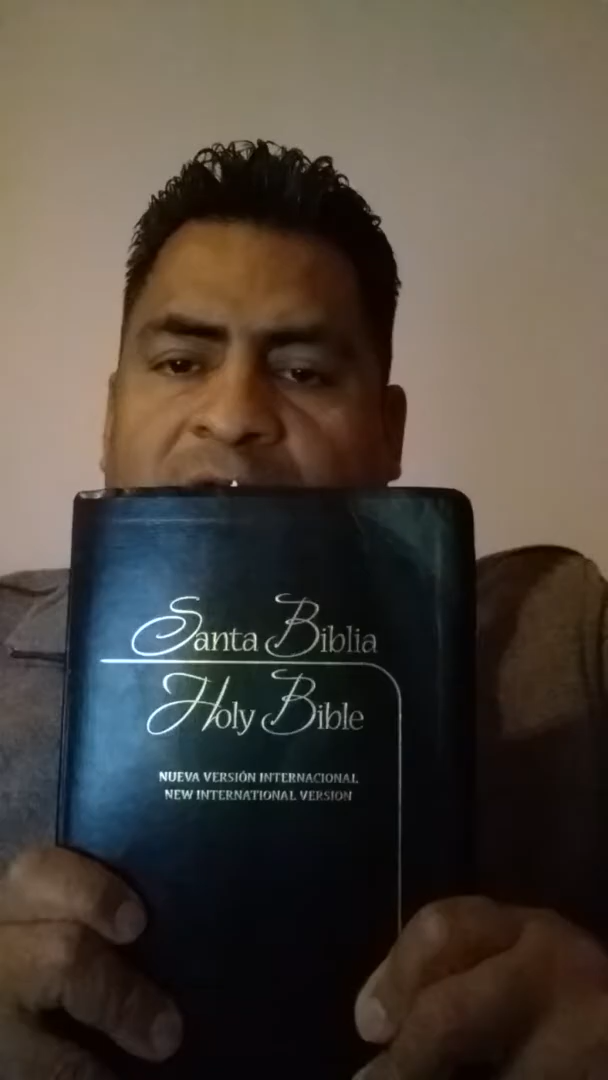 Santa Biblia
Holy Bible
NUEVA VERSIÓN INTERNACIONAL
NEW INTERNATIONAL VERSION